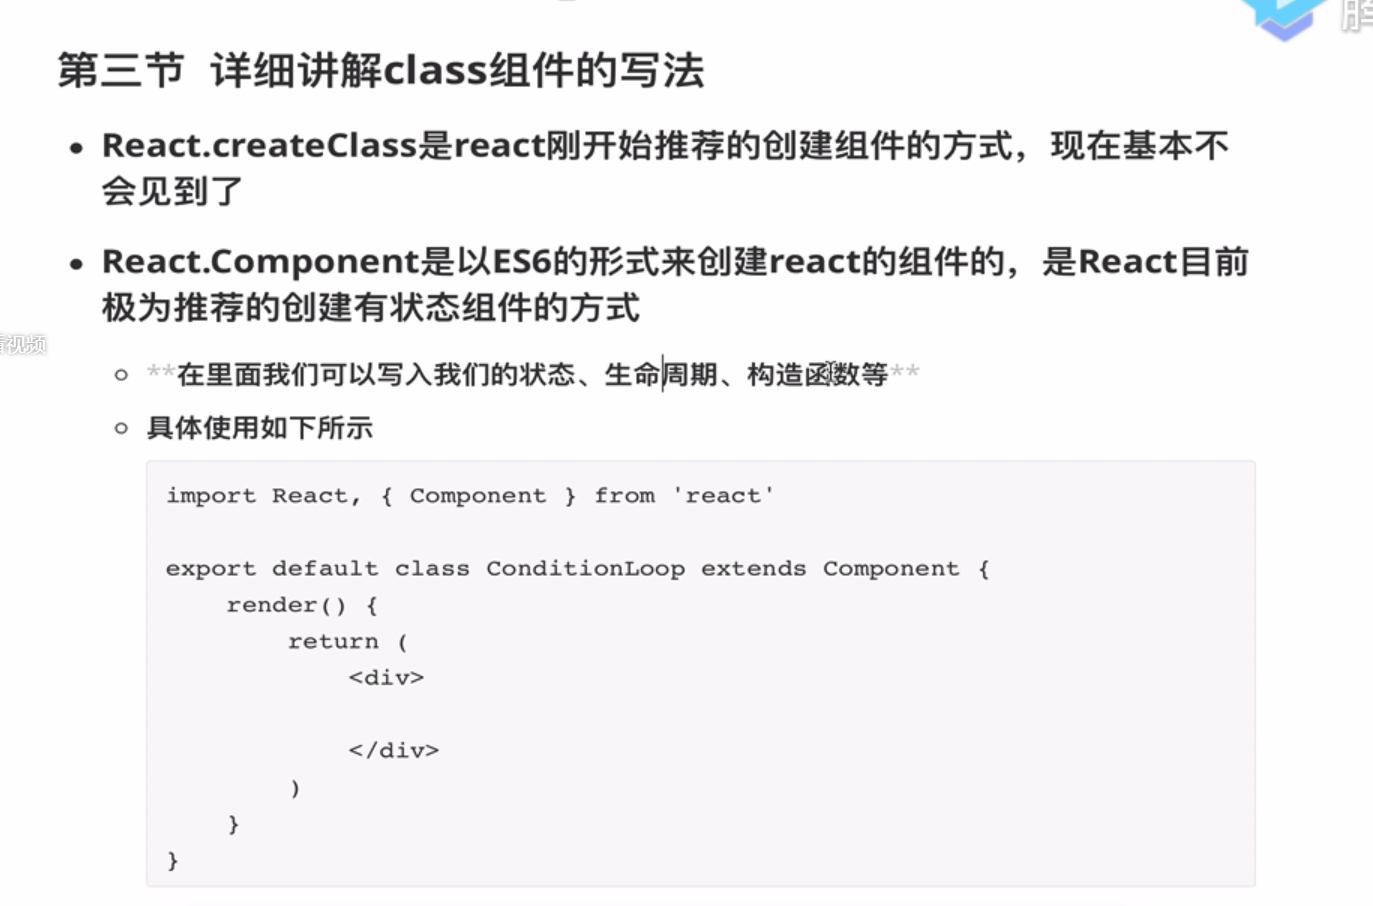 第三节 详细讲解class组件的写法
React.createClass是react刚开始推荐的创建组件的方式，现在基本不
会见到了
React.Component是以ES6的形式来创建react的组件的，是React目前
极为推荐的创建有状态组件的方式
看视频
**在里面我们可以写入我们的状态、生命周期、构造函数等**
具体使用如下所示
import React, { Component } from 'react'
export default class ConditionLoop extends Component {
render() {
return (
<div>
</div>
)
}
}